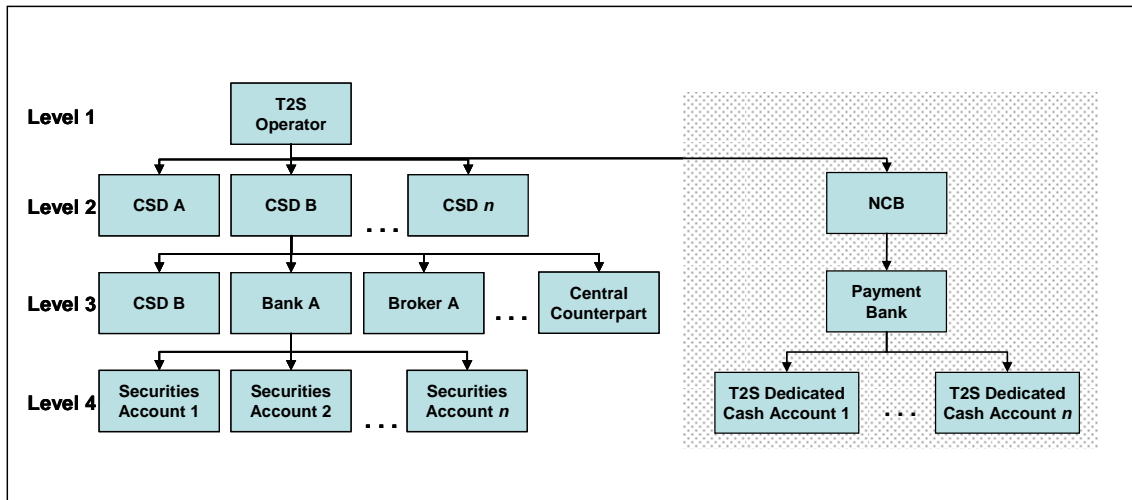 Level 1
T2S
Operator
Level 2
CSD A
CSD B
. . .
CSD n
NCB
Level 3
CSD B
Bank A
Broker A
. . .
Central
Counterpart
Payment
Bank
Level 4
Securities
Account 1
Securities
Account 2
. . .
Securities
Account n
T2S Dedicated
Cash Account 1
. . .
T2S Dedicated
Cash Account n